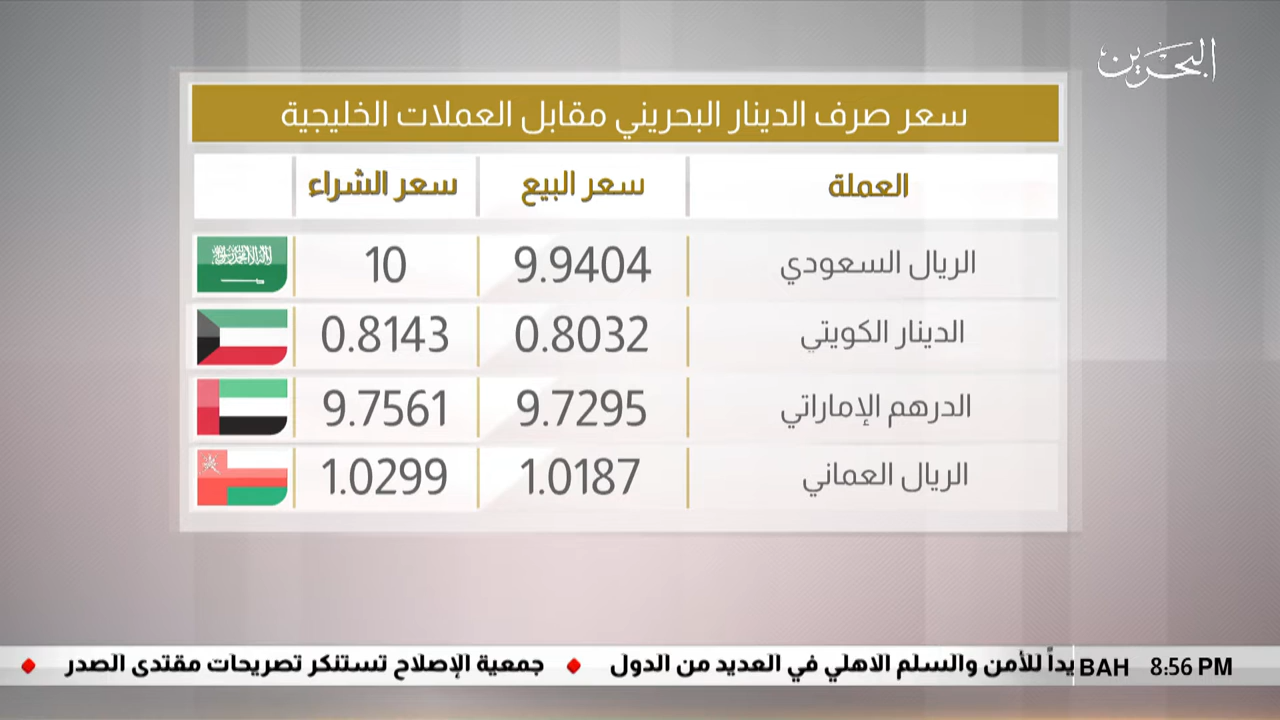 البحرين
سعر صرف الدينار البحريني مقابل العملات الخليجية
العملة سعر البيع سعر الشراء
الريال السعودي 9.9404 10
الدينار الكويتي 0.8032 0.8143
الدرهم الإماراتي 9.7295 9.7561
الريال العماني 1.0187 1.0299
BAH 8:56 PM
يداً للأمن والسلم الاهلي في العديد من الدول ♦ جمعية الإصلاح تستنكر تصريحات مقتدى الصدر ♦